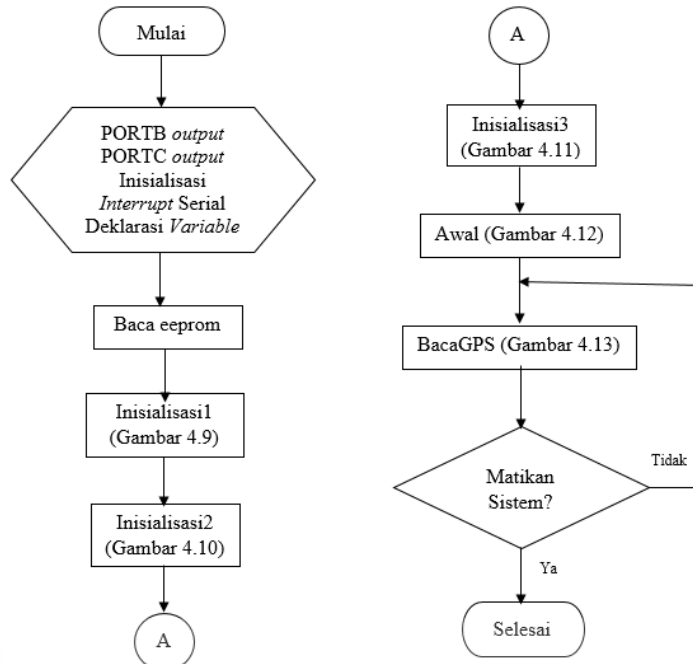 Mulai
PORTB output
PORTC output
Inisialisasi
Interrupt Serial
Deklarasi Variable
Baca eeprom
Inisialisasi1
(Gambar 4.9)
Inisialisasi2
(Gambar 4.10)
A
A
Inisialisasi3
(Gambar 4.11)
Awal (Gambar 4.12)
BacaGPS (Gambar 4.13)
Matikan
Sistem?
Tidak
Ya
Selesai